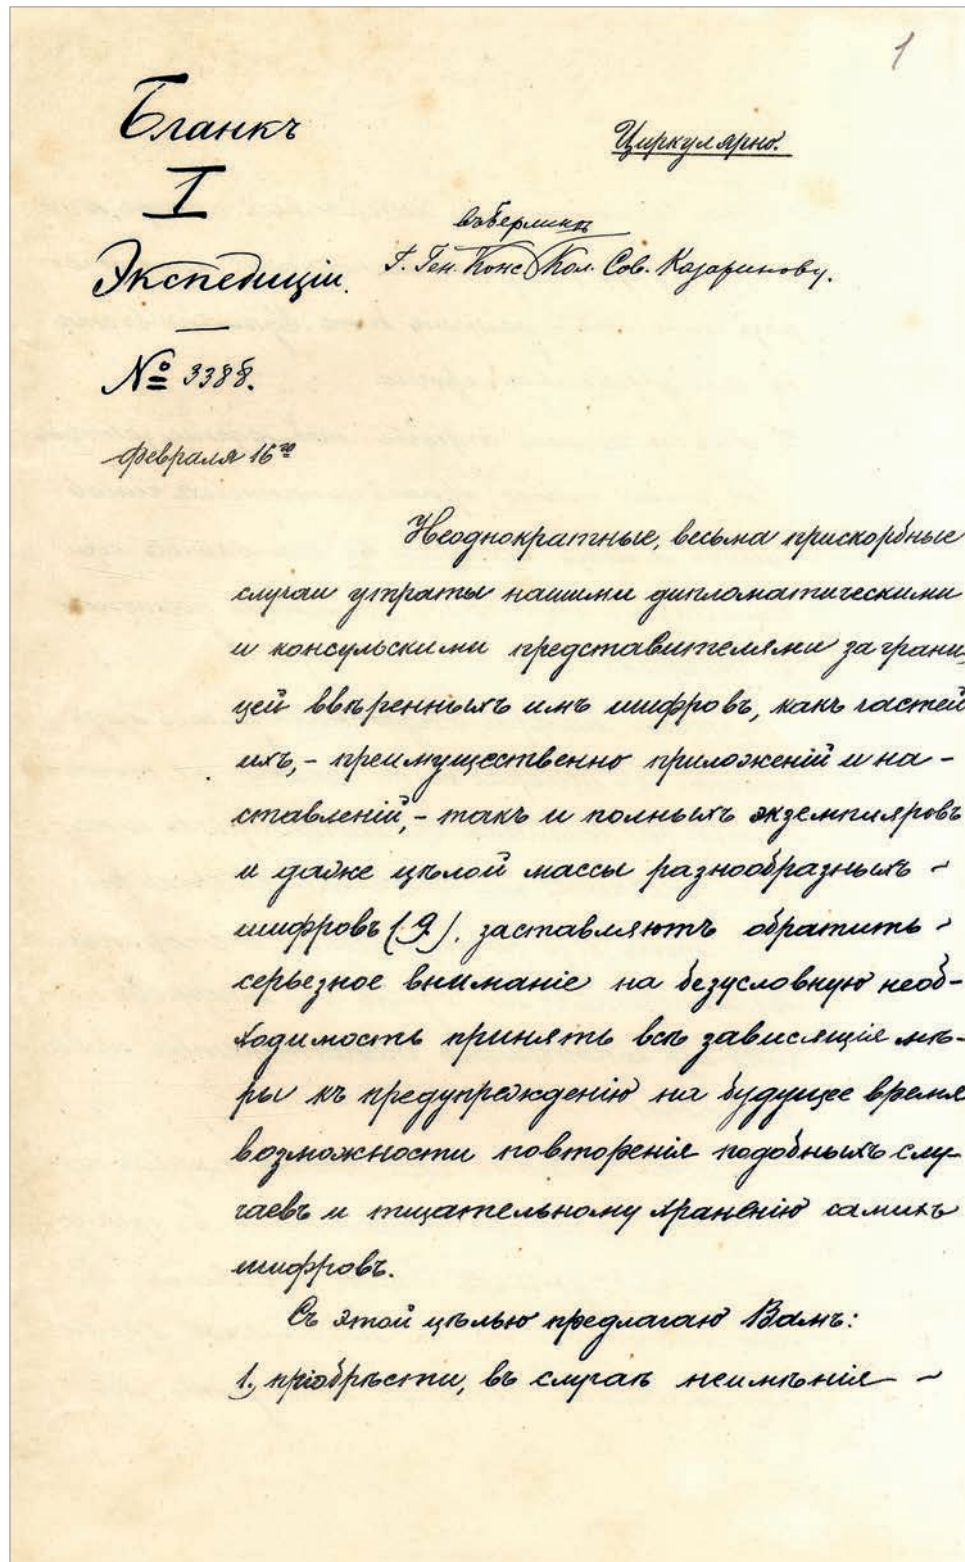 1
Бланкъ
I
Экспедиціи.
№ 3388.
февраля 16го
Циркулярно.
въ Берлинѣ
Г. Ген. Конс. Кол. Сов. Казаринову.
Неоднократные, весьма прискорбные
случаи утраты нашими дипломатическими
и консульскими представителями за грани-
цей ввѣренныхъ имъ шифровъ, какъ частей
ихъ, - преимущественно приложеній и на-
ставленій, - такъ и полныхъ экземпляровъ
и даже цѣлой массы разнообразныхъ -
шифровъ (9). заставляютъ обратить -
серьезное вниманіе на безусловную необ-
ходимость принять всѣ зависящія мѣ-
ры къ предупрежденію на будущее время
возможности повторенія подобныхъ слу-
чаевъ и тщательному храненію самихъ
шифровъ.
Съ этой цѣлью предлагаю Вамъ:
1., пріобрѣсти, въ случаѣ неимѣнія -